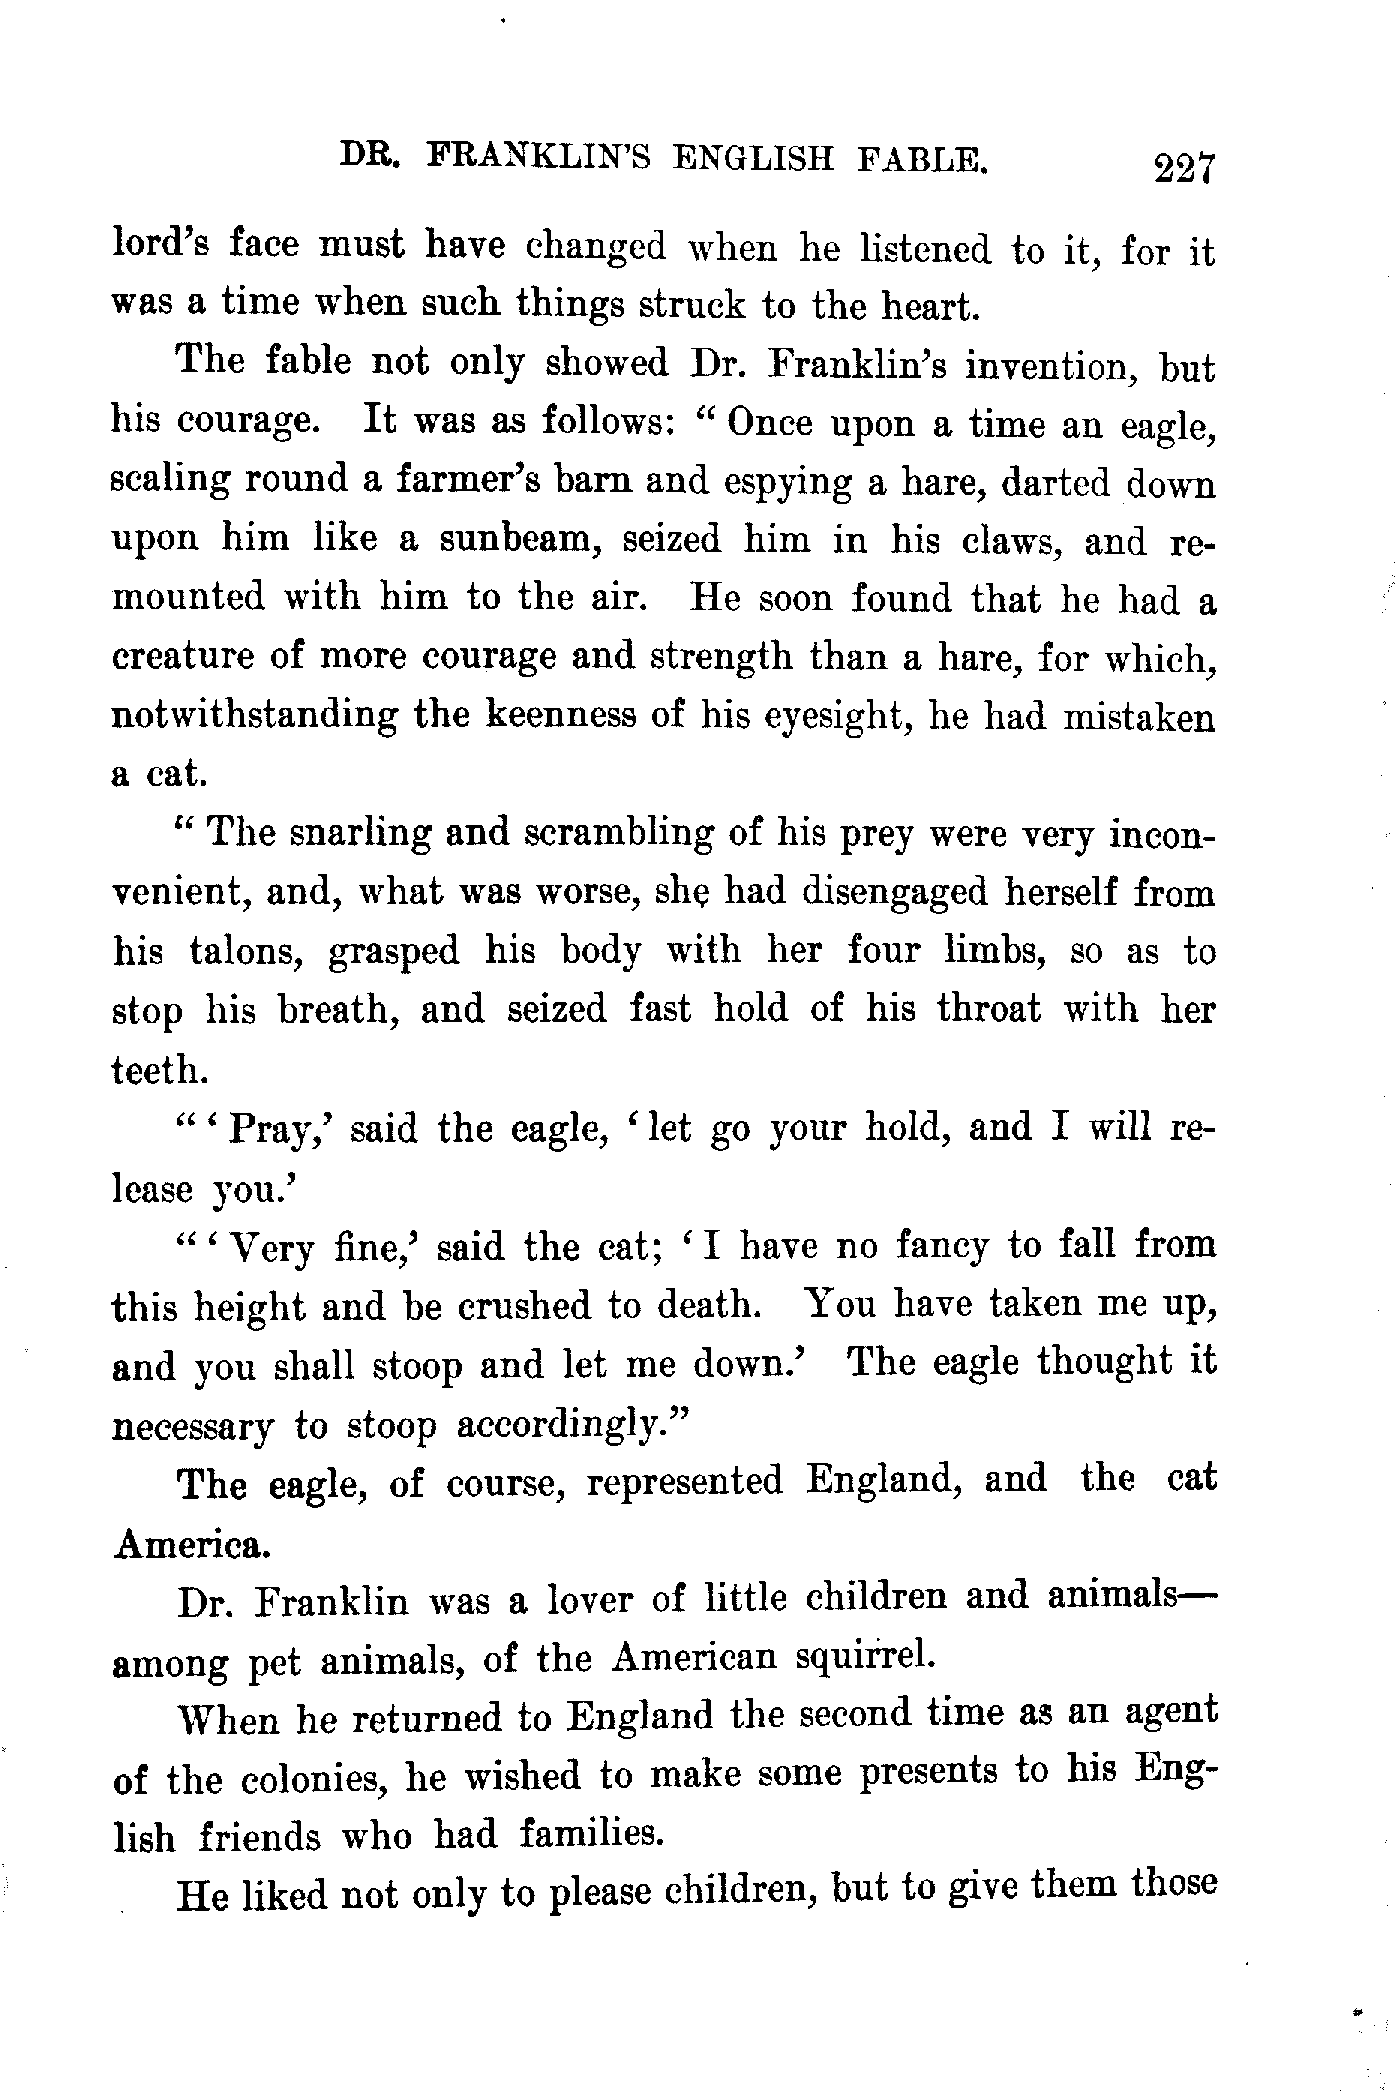 DR. FRANKLIN'S ENGLISH FABLE. 227
lord's face must have changed when he listened to it, for it
was a time when such things struck to the heart.
The fable not only showed Dr. Franklin's invention, but
his courage. It was as follows: “ Once upon a time an eagle,
scaling round a farmer's barn and espying a hare, darted down
upon him like a sunbeam, seized him in his claws, and re-
mounted with him to the air. He soon found that he had a
creature of more courage and strength than a hare, for which,
notwithstanding the keenness of his eyesight, he had mistaken
a cat.
“ The snarling and scrambling of his prey were very incon-
venient, and, what was worse, she had disengaged herself from
his talons, grasped his body with her four limbs, so as to
stop his breath, and seized fast hold of his throat with her
teeth.
“ ‘ Pray,’ said the eagle, ‘ let go your hold, and I will re-
lease you.’
“ ‘ Very fine,’ said the cat; ‘ I have no fancy to fall from
this height and be crushed to death. You have taken me up,
and you shall stoop and let me down.’ The eagle thought it
necessary to stoop accordingly.”
The eagle, of course, represented England, and the cat
America.
Dr. Franklin was a lover of little children and animals—
among pet animals, of the American squirrel.
When he returned to England the second time as an agent
of the colonies, he wished to make some presents to his Eng-
lish friends who had families.
He liked not only to please children, but to give them those